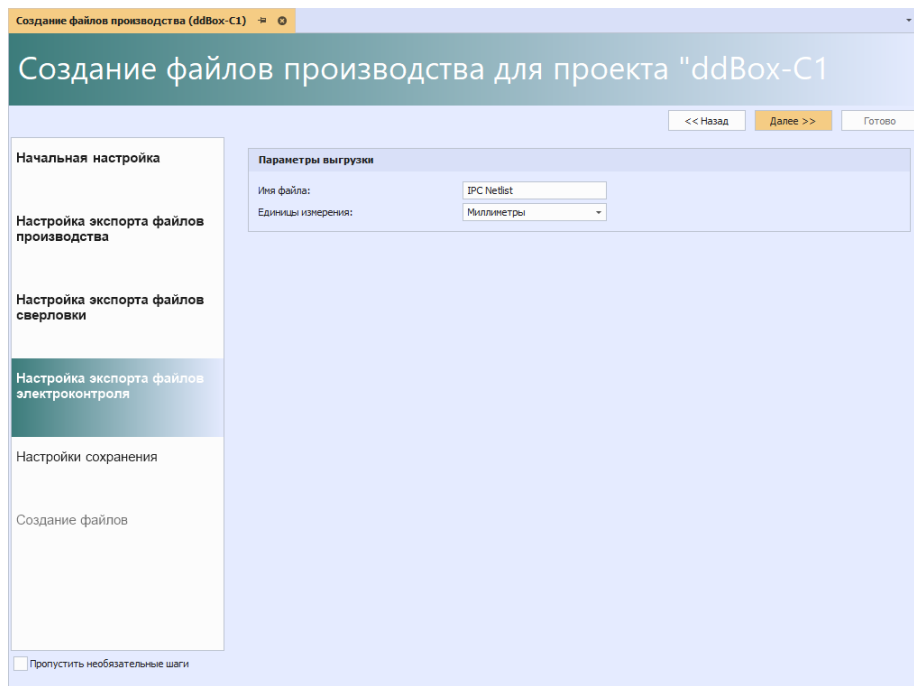 Создание файлов производства (ddBox-C1)
Создание файлов производства для проекта "ddBox-C1
<< Назад
Далее >>
Готово
Начальная настройка
Настройка экспорта файлов
производства
Настройка экспорта файлов
сверловки
Настройка экспорта файлов
электроконтроля
Настройки сохранения
Создание файлов
Параметры выгрузки
Имя файла:
IPC Netlist
Единицы измерения:
Миллиметры
Пропустить необязательные шаги